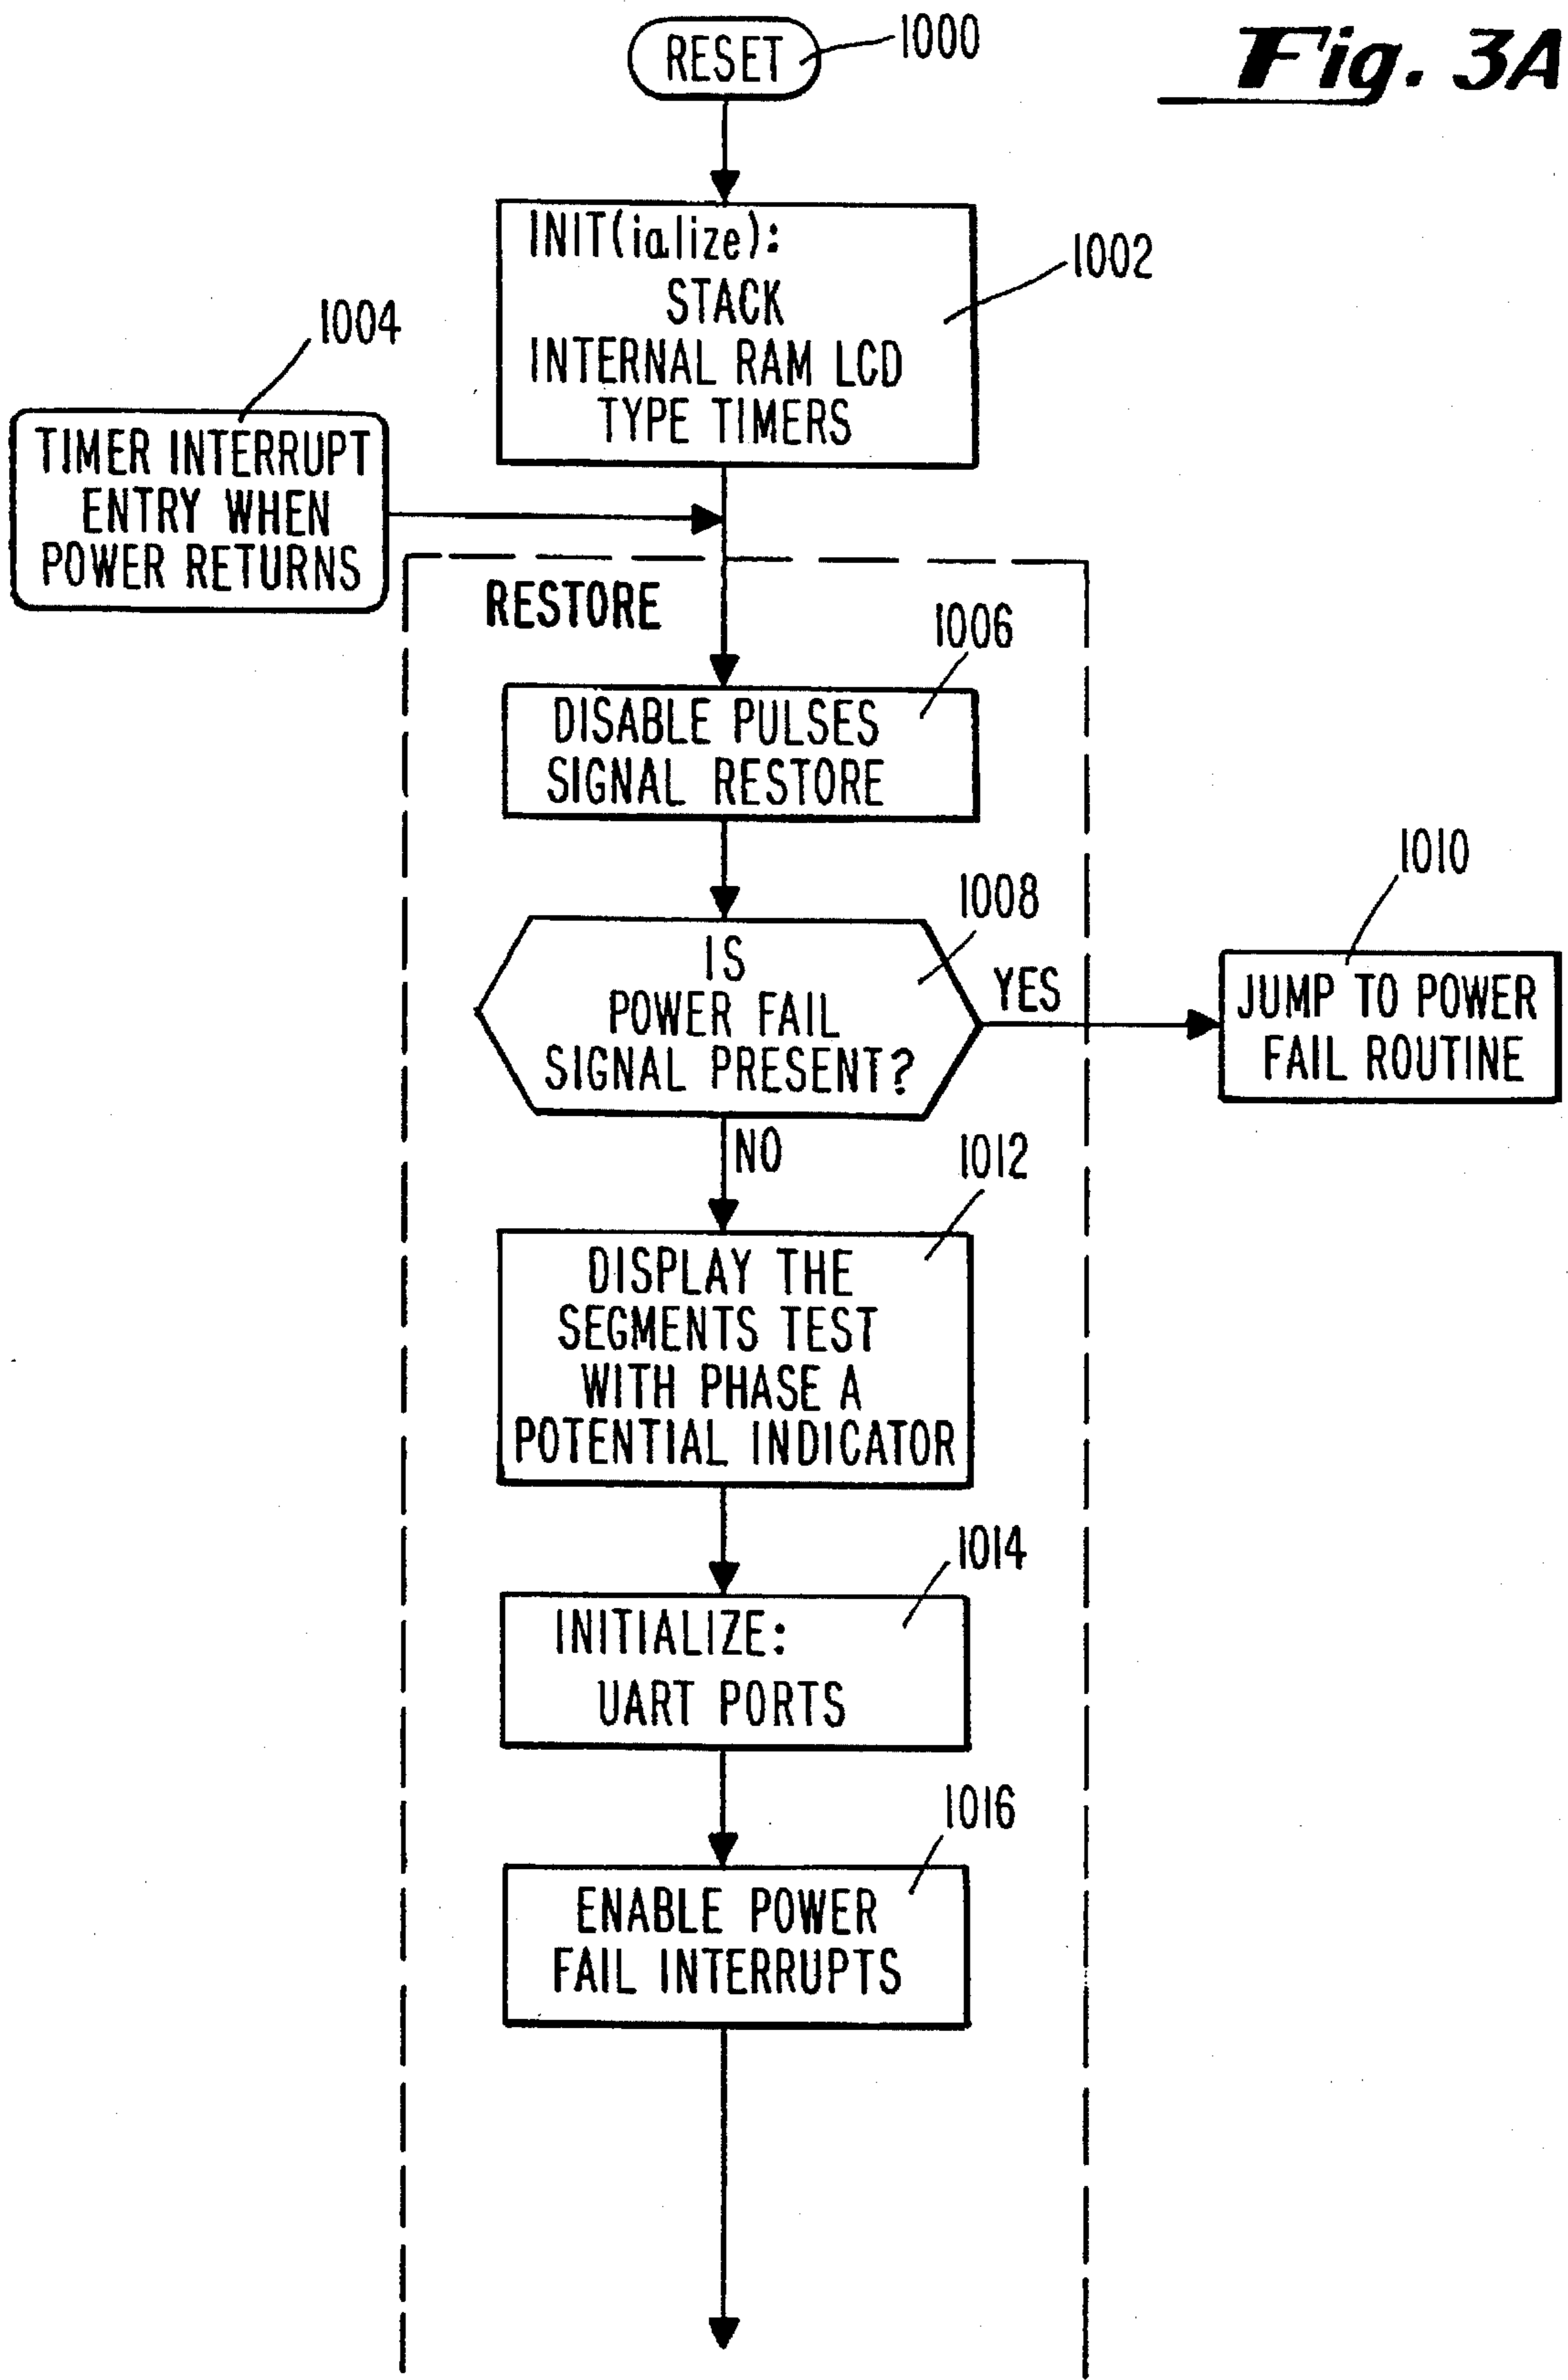 Fig. 3A
RESET
1000
INIT(ialize):
STACK
INTERNAL RAM LCD
TYPE TIMERS
1002
1004
TIMER INTERRUPT
ENTRY WHEN
POWER RETURNS
RESTORE
1006
DISABLE PULSES
SIGNAL RESTORE
1008
IS
POWER FAIL
SIGNAL PRESENT?
YES
1010
JUMP TO POWER
FAIL ROUTINE
NO
1012
DISPLAY THE
SEGMENTS TEST
WITH PHASE A
POTENTIAL INDICATOR
1014
INITIALIZE:
UART PORTS
1016
ENABLE POWER
FAIL INTERRUPTS